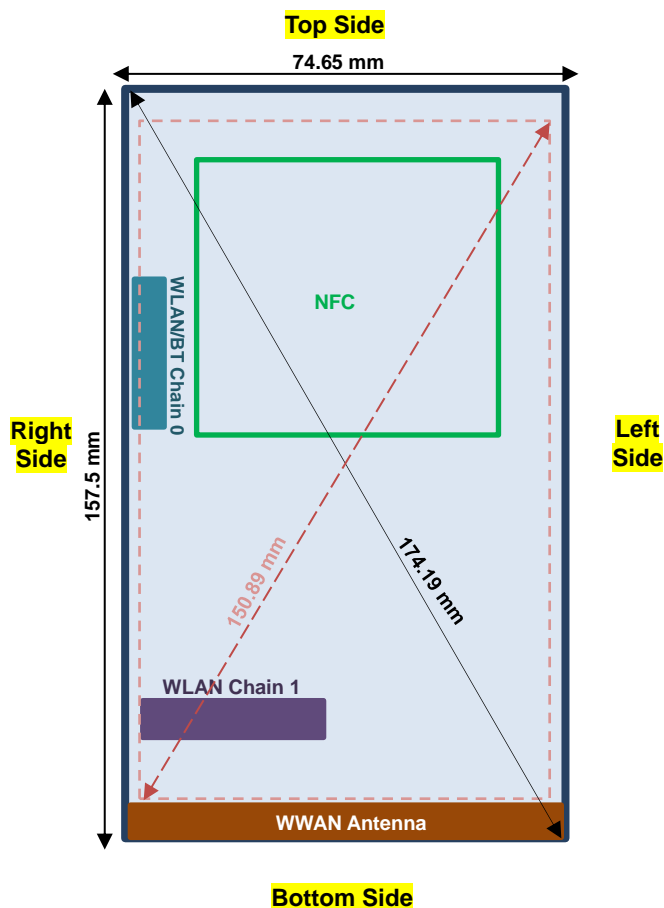 Top Side
74.65 mm
NFC
WLAN/BT Chain 0
Right
Side
Left
Side
157.5 mm
150.89 mm
174.19 mm
WLAN Chain 1
WWAN Antenna
Bottom Side